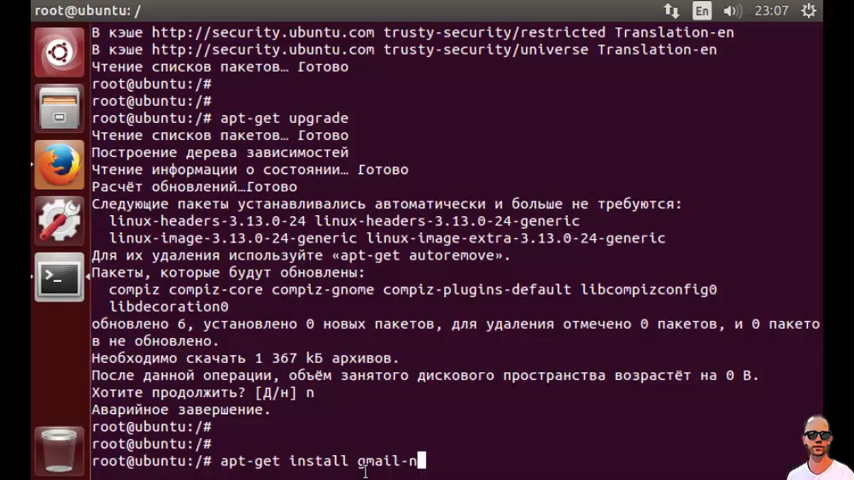 root@ubuntu: /
En
23:07
В кэше http://security.ubuntu.com trusty-security/restricted Translation-en
В кэше http://security.ubuntu.com trusty-security/universe Translation-en
Чтение списков пакетов… Готово
root@ubuntu:/#
root@ubuntu:/#
root@ubuntu:/# apt-get upgrade
Чтение списков пакетов… Готово
Построение дерева зависимостей
Чтение информации о состоянии… Готово
Расчёт обновлений…Готово
Следующие пакеты устанавливались автоматически и больше не требуются:
linux-headers-3.13.0-24 linux-headers-3.13.0-24-generic
linux-image-3.13.0-24-generic linux-image-extra-3.13.0-24-generic
Для их удаления используйте «apt-get autoremove».
Пакеты, которые будут обновлены:
compiz compiz-core compiz-gnome compiz-plugins-default libcompizconfig0
libdecoration0
обновлено 6, установлено 0 новых пакетов, для удаления отмечено 0 пакетов, и 0 пакето
в не обновлено.
Необходимо скачать 1 367 kБ архивов.
После данной операции, объём занятого дискового пространства возрастёт на 0 B.
Хотите продолжить? [Д/н] n
Аварийное завершение.
root@ubuntu:/#
root@ubuntu:/#
root@ubuntu:/# apt-get install gmail-n